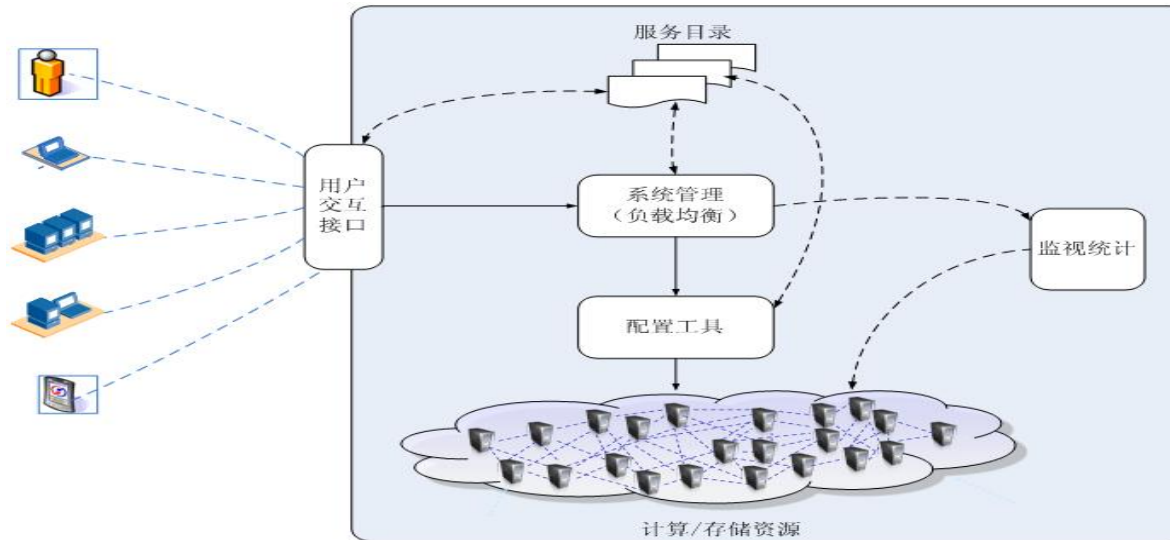 服务目录
用户
交互
接口
系统管理
（负载均衡）
监视统计
配置工具
计算/存储资源